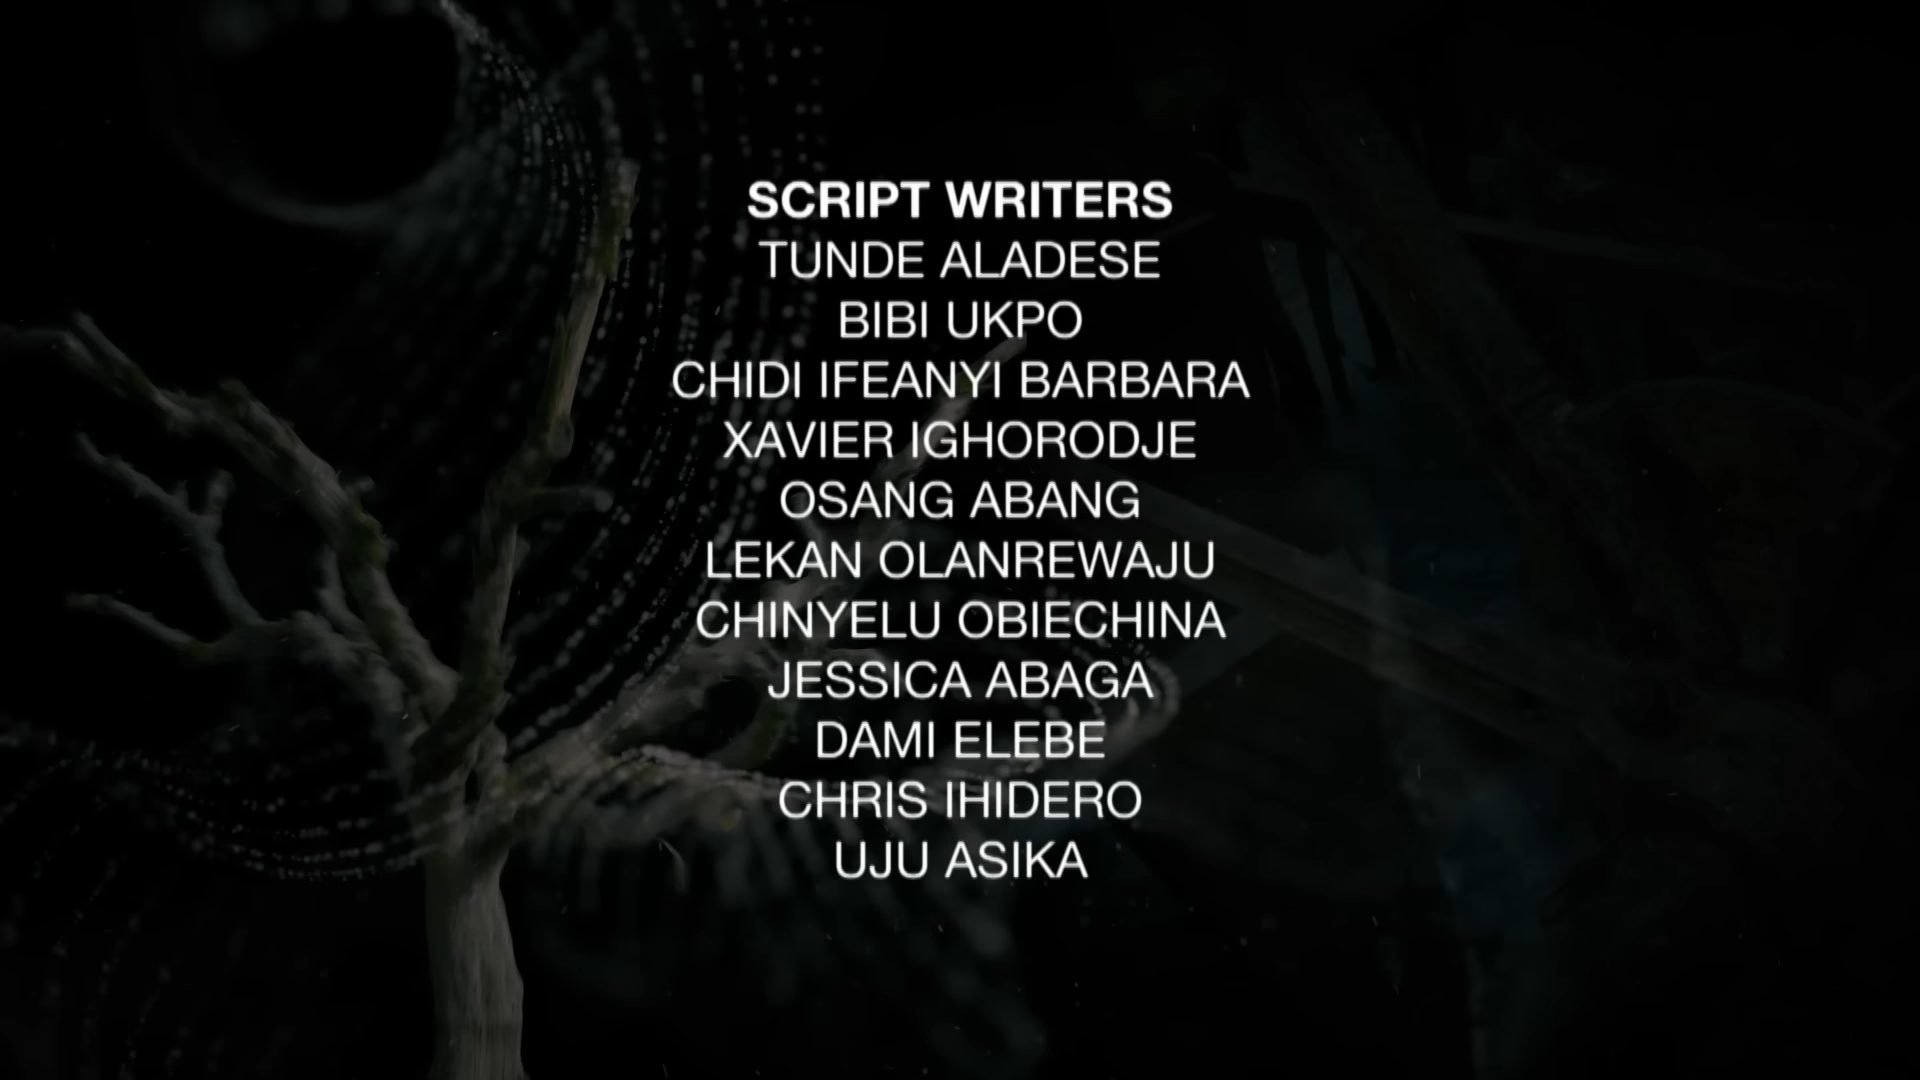 SCRIPT WRITERS
TUNDE ALADESE
BIBI UKPO
CHIDI IFEANYI BARBARA
XAVIER IGHORODJE
OSANG ABANG
LEKAN OLANREWAJU
CHINYELU OBIECHINA
JESSICA ABAGA
DAMI ELEBE
CHRIS IHIDERO
UJU ASIKA